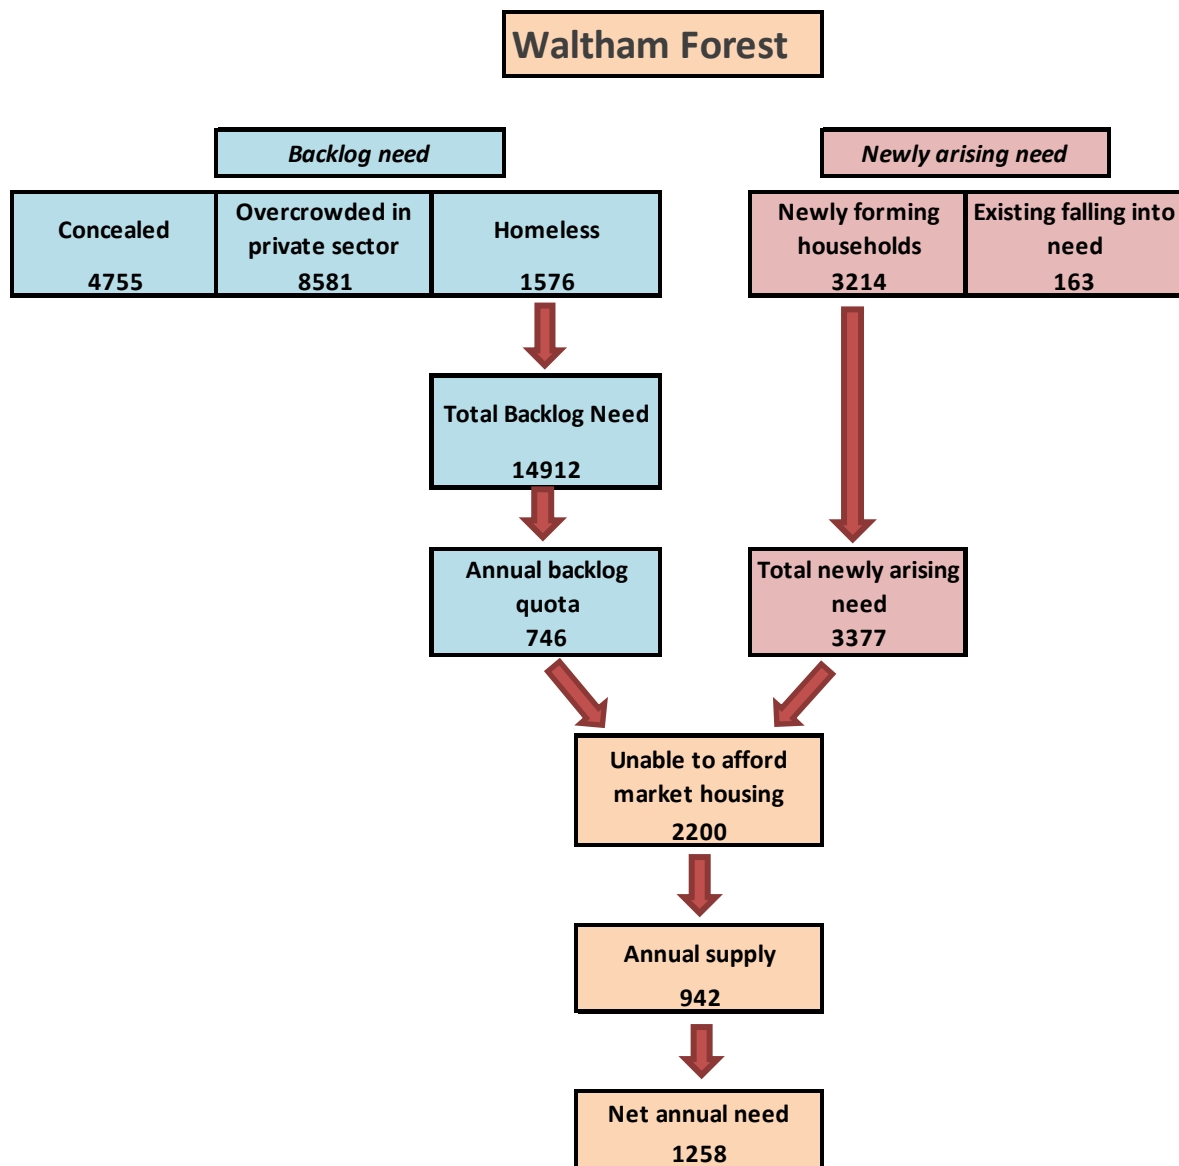 Waltham Forest
Backlog need
Newly arising need
Concealed
4755
Overcrowded in
private sector
8581
Homeless
1576
Newly forming
households
3214
Existing falling into
need
163
Total Backlog Need
14912
Annual backlog
quota
746
Total newly arising
need
3377
Unable to afford
market housing
2200
Annual supply
942
Net annual need
1258